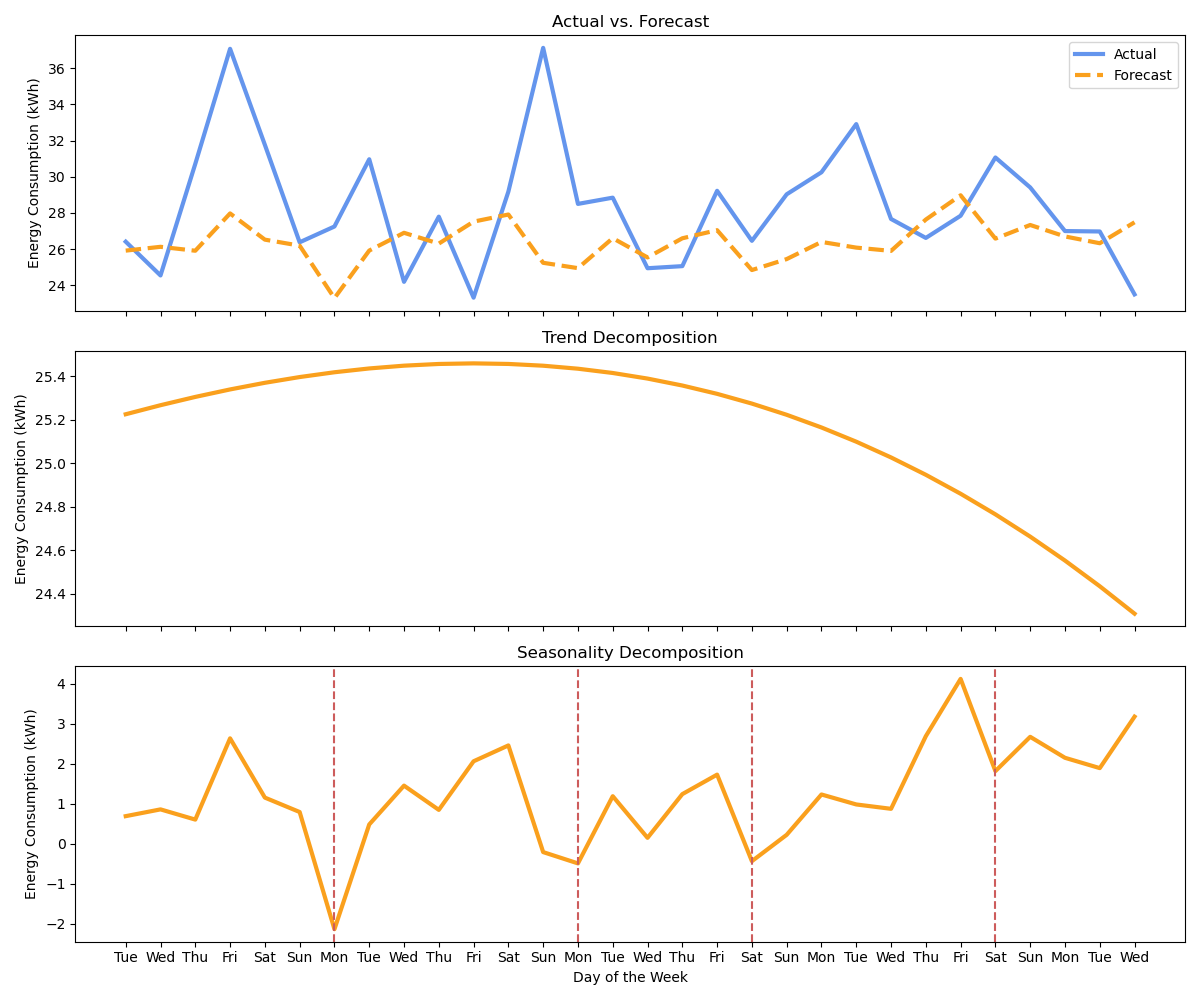 Actual vs. Forecast
Energy Consumption (kWh)
36
34
32
30
28
26
24
Actual
Forecast
Trend Decomposition
Energy Consumption (kWh)
25.4
25.2
25.0
24.8
24.6
24.4
Seasonality Decomposition
Energy Consumption (kWh)
4
3
2
1
0
−1
−2
Tue Wed Thu Fri Sat Sun Mon Tue Wed Thu Fri Sat Sun Mon Tue Wed Thu Fri Sat Sun Mon Tue Wed Thu Fri Sat Sun Mon Tue Wed
Day of the Week